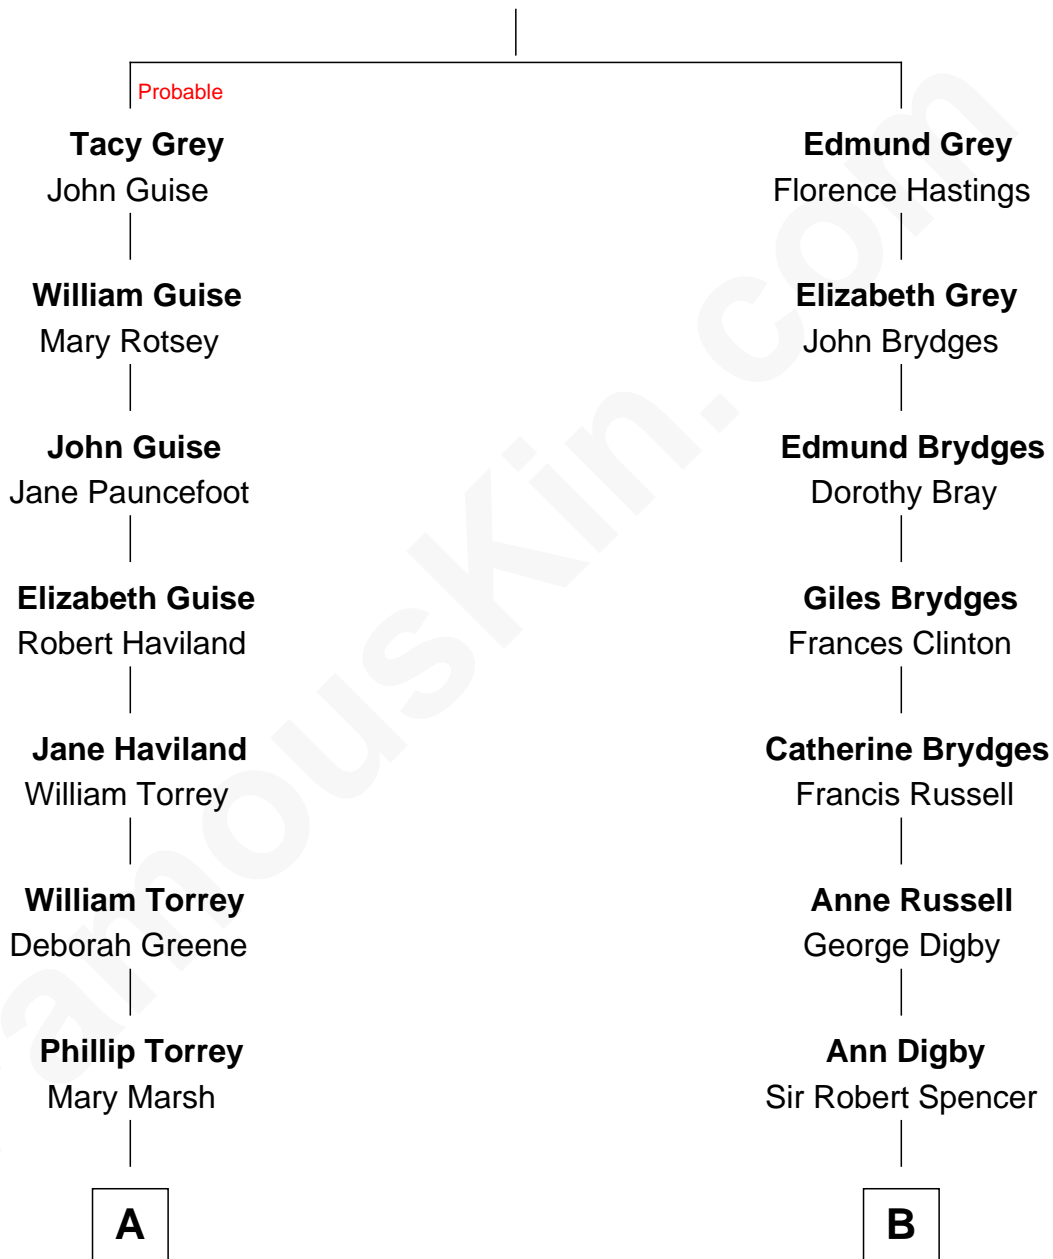 Probable
Tacy Grey
John Guise
Edmund Grey
Florence Hastings
William Guise
Mary Rotsey
Elizabeth Grey
John Brydges
John Guise
Jane Pauncefoot
Edmund Brydges
Dorothy Bray
Elizabeth Guise
Robert Haviland
Giles Brydges
Frances Clinton
Jane Haviland
William Torrey
Catherine Brydges
Francis Russell
William Torrey
Deborah Greene
Anne Russell
George Digby
Phillip Torrey
Mary Marsh
Ann Digby
Sir Robert Spencer
A
B
amousKin.com